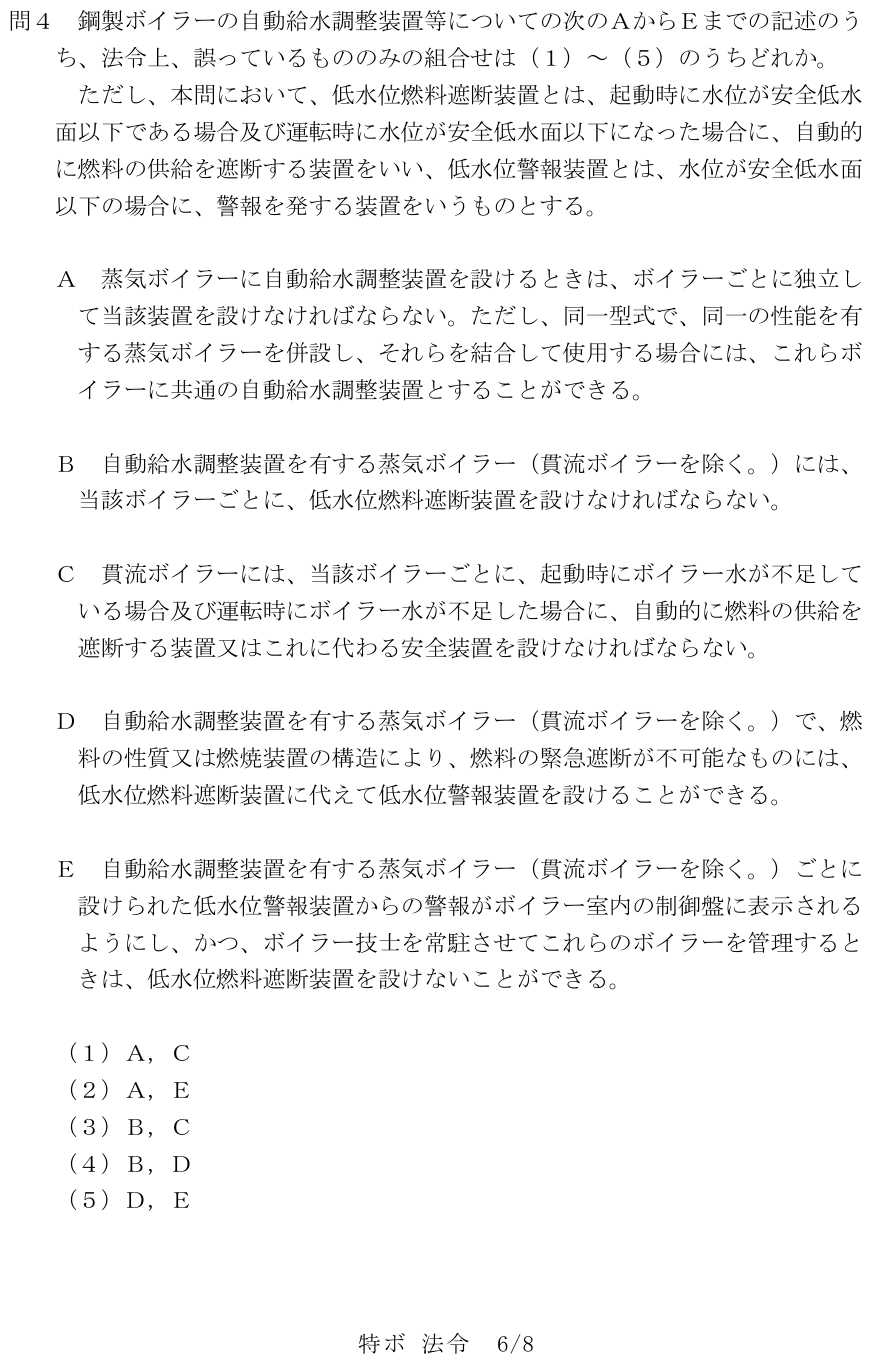 問４　鋼製ボイラーの自動給水調整装置等についての次のＡからＥまでの記述のう
ち、法令上、誤っているもののみの組合せは（１）～（５）のうちどれか。
ただし、本問において、低水位燃料遮断装置とは、起動時に水位が安全低水
面以下である場合及び運転時に水位が安全低水面以下になった場合に、自動的
に燃料の供給を遮断する装置をいい、低水位警報装置とは、水位が安全低水面
以下の場合に、警報を発する装置をいうものとする。
Ａ　蒸気ボイラーに自動給水調整装置を設けるときは、ボイラーごとに独立し
て当該装置を設けなければならない。ただし、同一型式で、同一の性能を有
する蒸気ボイラーを併設し、それらを結合して使用する場合には、これらボ
イラーに共通の自動給水調整装置とすることができる。
Ｂ　自動給水調整装置を有する蒸気ボイラー（貫流ボイラーを除く。）には、
当該ボイラーごとに、低水位燃料遮断装置を設けなければならない。
Ｃ　貫流ボイラーには、当該ボイラーごとに、起動時にボイラー水が不足して
いる場合及び運転時にボイラー水が不足した場合に、自動的に燃料の供給を
遮断する装置又はこれに代わる安全装置を設けなければならない。
Ｄ　自動給水調整装置を有する蒸気ボイラー（貫流ボイラーを除く。）で、燃
料の性質又は燃焼装置の構造により、燃料の緊急遮断が不可能なものには、
低水位燃料遮断装置に代えて低水位警報装置を設けることができる。
Ｅ　自動給水調整装置を有する蒸気ボイラー（貫流ボイラーを除く。）ごとに
設けられた低水位警報装置からの警報がボイラー室内の制御盤に表示される
ようにし、かつ、ボイラー技士を常駐させてこれらのボイラーを管理すると
きは、低水位燃料遮断装置を設けないことができる。
（１）Ａ，Ｃ
（２）Ａ，Ｅ
（３）Ｂ，Ｃ
（４）Ｂ，Ｄ
（５）Ｄ，Ｅ
特ボ 法令　6/8